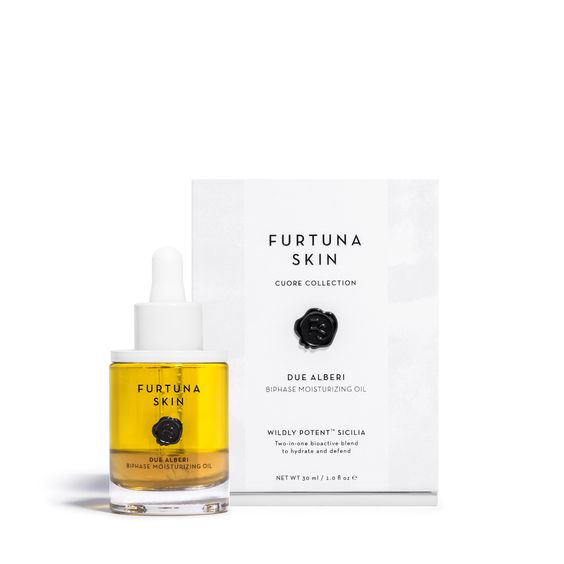 FURTUNA
SKIN
CUORE COLLECTION
DUE ALBERI
BIPHASE MOISTURIZING OIL
WILDLY POTENT™ SICILIA
Two-in-one bioactive blend
to hydrate and defend
NET WT 30 ml / 1.0 fl oz ℮
FURTUNA
SKIN
DUE ALBERI
BIPHASE MOISTURIZING OIL